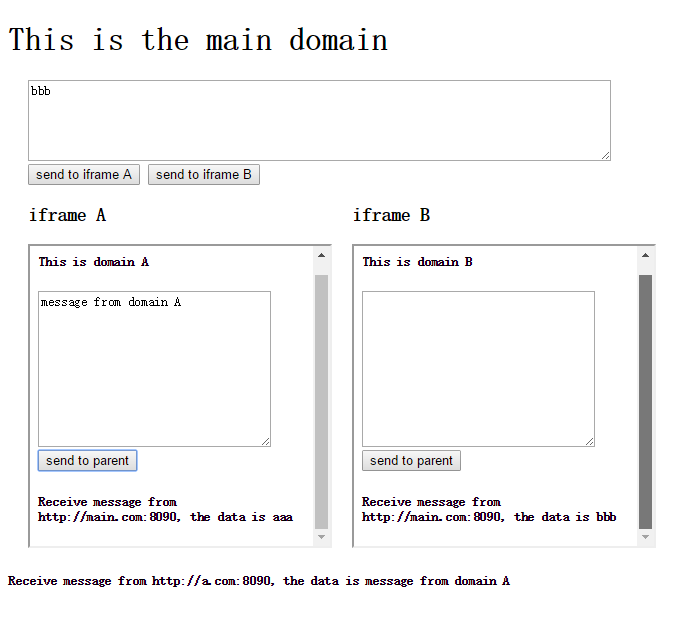 This is the main domain
bbb
send to iframe A
send to iframe B
iframe A
This is domain A
message from domain A
send to parent
Receive message from
http://main.com:8090, the data is aaa
iframe B
This is domain B
send to parent
Receive message from
http://main.com:8090, the data is bbb
Receive message from http://a.com:8090, the data is message from domain A